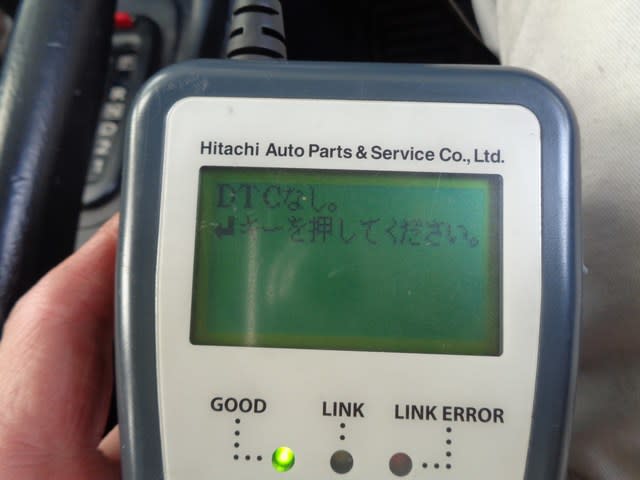 Hitachi Auto Parts & Service Co., Ltd.
DTCなし。
↵キーを押してください。
GOOD
LINK
LINK ERROR